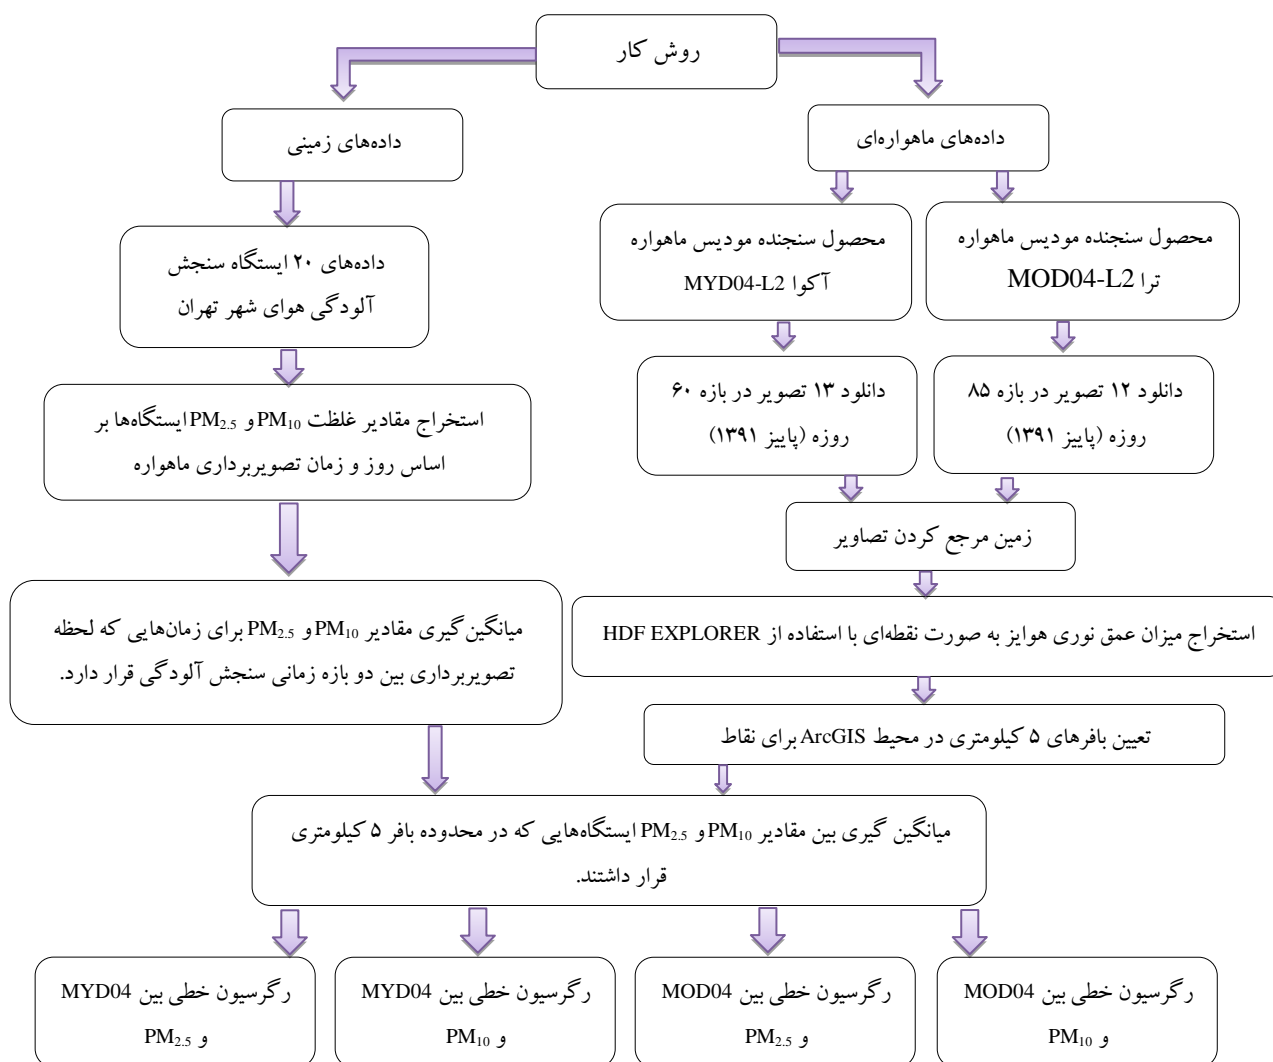 روش کار
داده‌های ماهواره‌ای
داده‌های زمینی
محصول سنجنده مودیس ماهواره
ترا MOD04-L2
محصول سنجنده مودیس ماهواره
آکوا MYD04-L2
داده‌های ۲۰ ایستگاه سنجش
آلودگی هوای شهر تهران
دانلود ۱۲ تصویر در بازه ۸۵
روزه (پاییز ۱۳۹۱)
دانلود ۱۳ تصویر در بازه ۶۰
روزه (پاییز ۱۳۹۱)
استخراج مقادیر غلظت PM₁₀ و PM₂.₅ ایستگاه‌ها بر
اساس روز و زمان تصویربرداری ماهواره
زمین مرجع کردن تصاویر
استخراج میزان عمق نوری هوایز به صورت نقطه‌ای با استفاده از HDF EXPLORER
میانگین‌گیری مقادیر PM₁₀ و PM₂.₅ برای زمان‌هایی که لحظه
تصویربرداری بین دو بازه زمانی سنجش آلودگی قرار دارد.
تعیین بافرهای ۵ کیلومتری در محیط ArcGIS برای نقاط
میانگین گیری بین مقادیر PM₁₀ و PM₂.₅ ایستگاه‌هایی که در محدوده بافر ۵ کیلومتری
قرار داشتند.
رگرسیون خطی بین MOD04
و PM₁₀
رگرسیون خطی بین MOD04
و PM₂.₅
رگرسیون خطی بین MYD04
و PM₁₀
رگرسیون خطی بین MYD04
و PM₂.₅